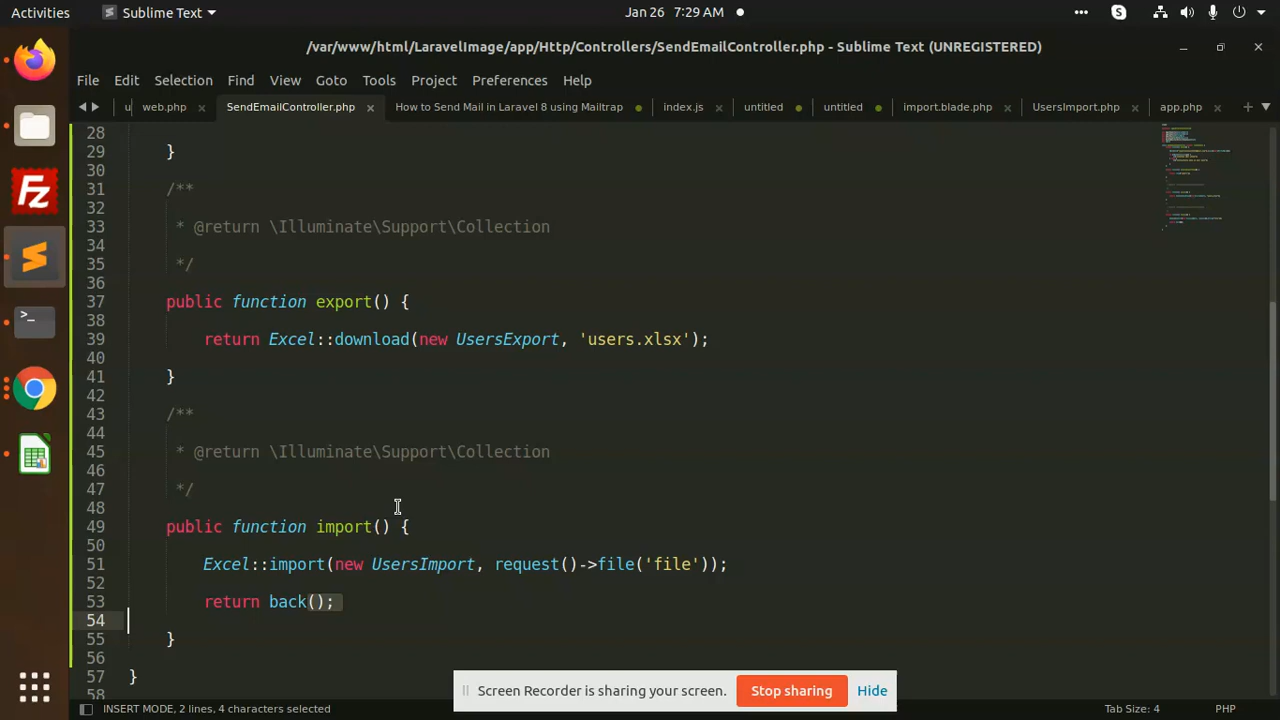 Activities
Sublime Text
Jan 26 7:29 AM
/var/www/html/LaravelImage/app/Http/Controllers/SendEmailController.php - Sublime Text (UNREGISTERED)
File Edit Selection Find View Goto Tools Project Preferences Help
u web.php SendEmailController.php How to Send Mail in Laravel 8 using Mailtrap index.js untitled untitled import.blade.php UsersImport.php app.php
28
29 }
30
31 /**
32
33 * @return \Illuminate\Support\Collection
34
35 */
36
37 public function export() {
38
39 return Excel::download(new UsersExport, 'users.xlsx');
40
41 }
42
43 /**
44
45 * @return \Illuminate\Support\Collection
46
47 */
48
49 public function import() {
50
51 Excel::import(new UsersImport, request()->file('file'));
52
53 return back();
54
55 }
56
57 }
58
Screen Recorder is sharing your screen. Stop sharing Hide
INSERT MODE, 2 lines, 4 characters selected
Tab Size: 4
PHP